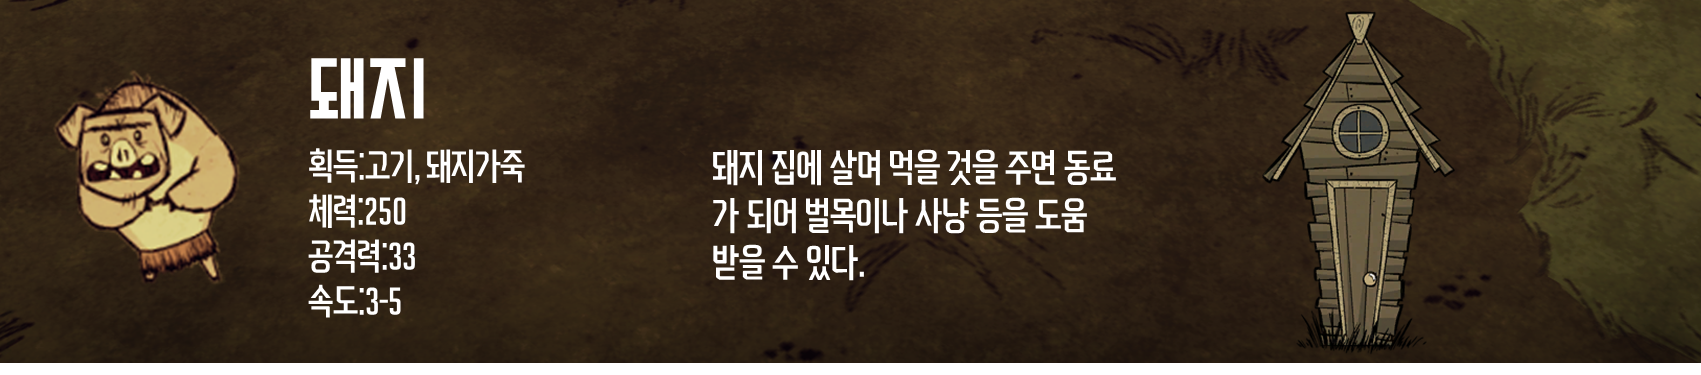 돼지
획득:고기, 돼지가죽
체력:250
공격력:33
속도:3-5
돼지 집에 살며 먹을 것을 주면 동료
가 되어 벌목이나 사냥 등을 도움
받을 수 있다.